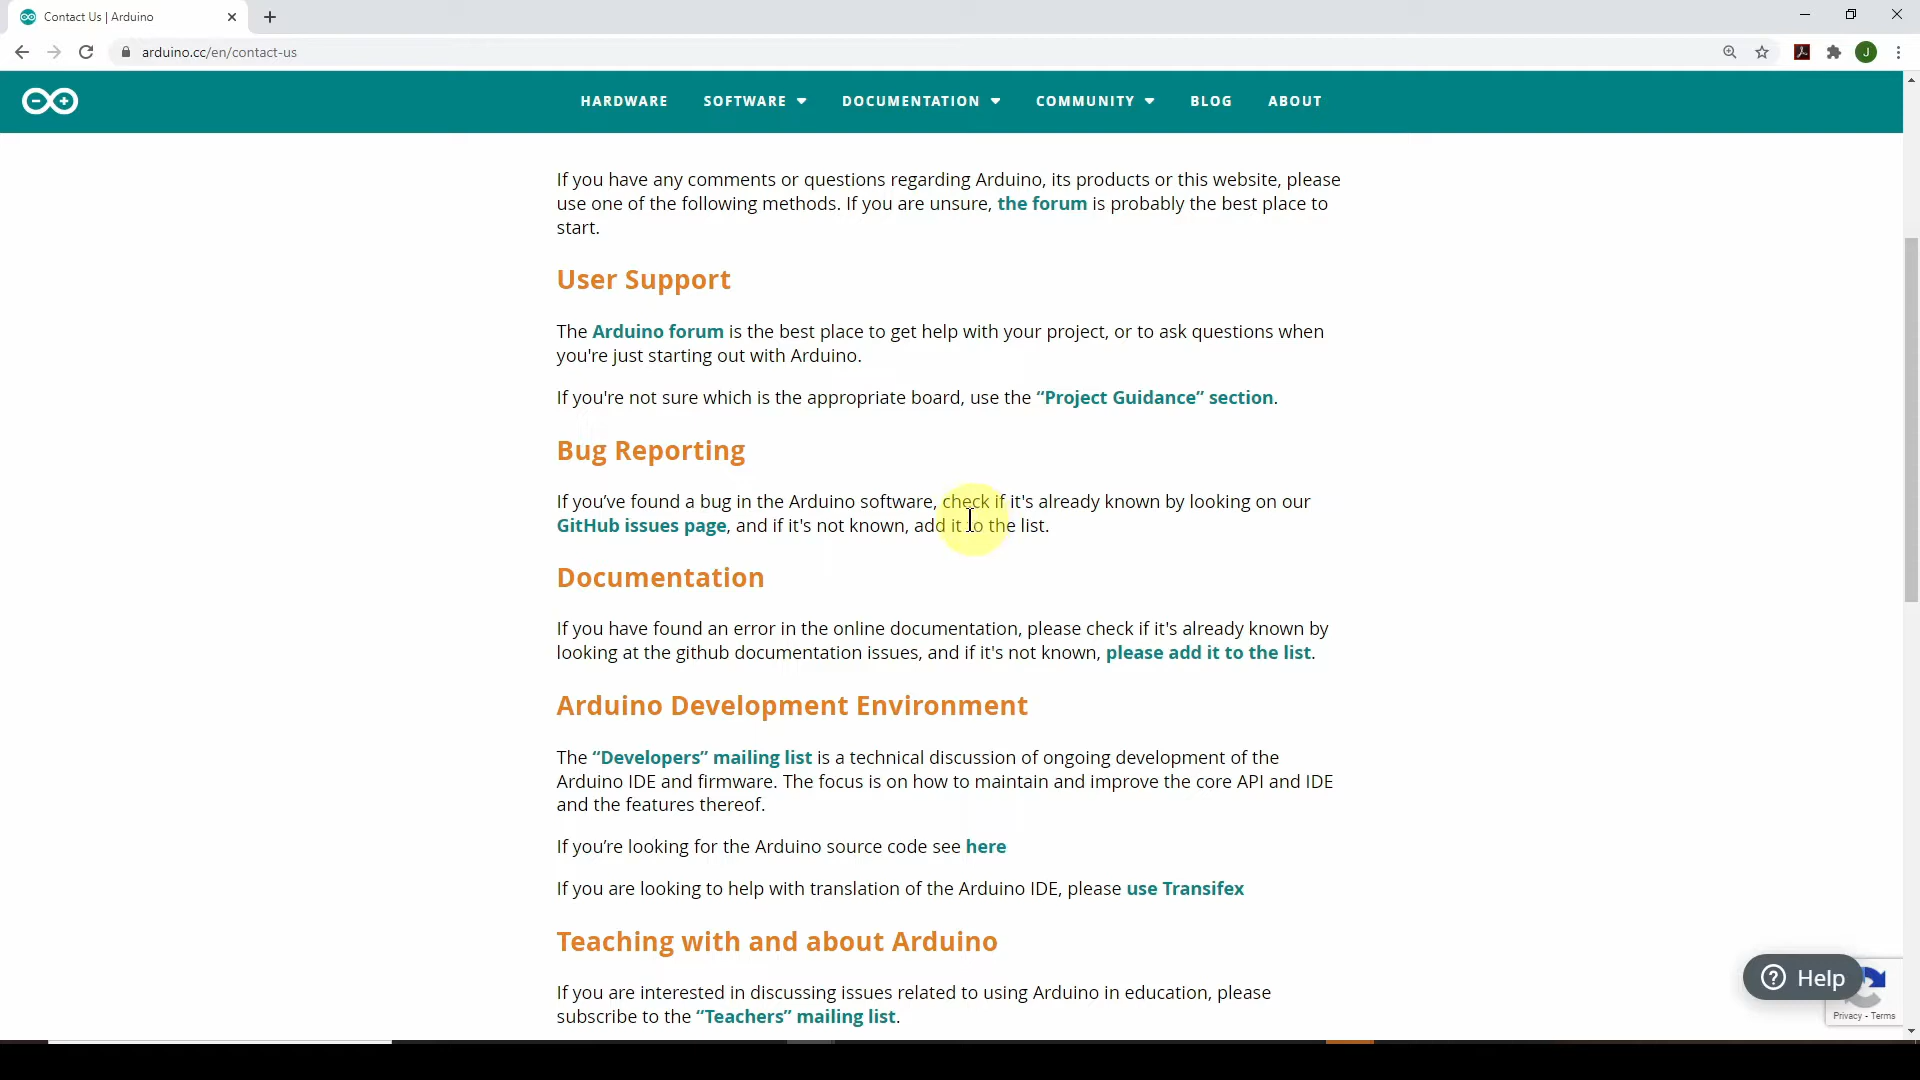 Contact Us | Arduino
arduino.cc/en/contact-us
J
HARDWARE SOFTWARE DOCUMENTATION COMMUNITY BLOG ABOUT
If you have any comments or questions regarding Arduino, its products or this website, please
use one of the following methods. If you are unsure, the forum is probably the best place to
start.
User Support
The Arduino forum is the best place to get help with your project, or to ask questions when
you're just starting out with Arduino.
If you're not sure which is the appropriate board, use the “Project Guidance” section.
Bug Reporting
If you’ve found a bug in the Arduino software, check if it's already known by looking on our
GitHub issues page, and if it's not known, add it to the list.
Documentation
If you have found an error in the online documentation, please check if it's already known by
looking at the github documentation issues, and if it's not known, please add it to the list.
Arduino Development Environment
The “Developers” mailing list is a technical discussion of ongoing development of the
Arduino IDE and firmware. The focus is on how to maintain and improve the core API and IDE
and the features thereof.
If you’re looking for the Arduino source code see here
If you are looking to help with translation of the Arduino IDE, please use Transifex
Teaching with and about Arduino
If you are interested in discussing issues related to using Arduino in education, please
subscribe to the “Teachers” mailing list.
Help
Privacy - Terms